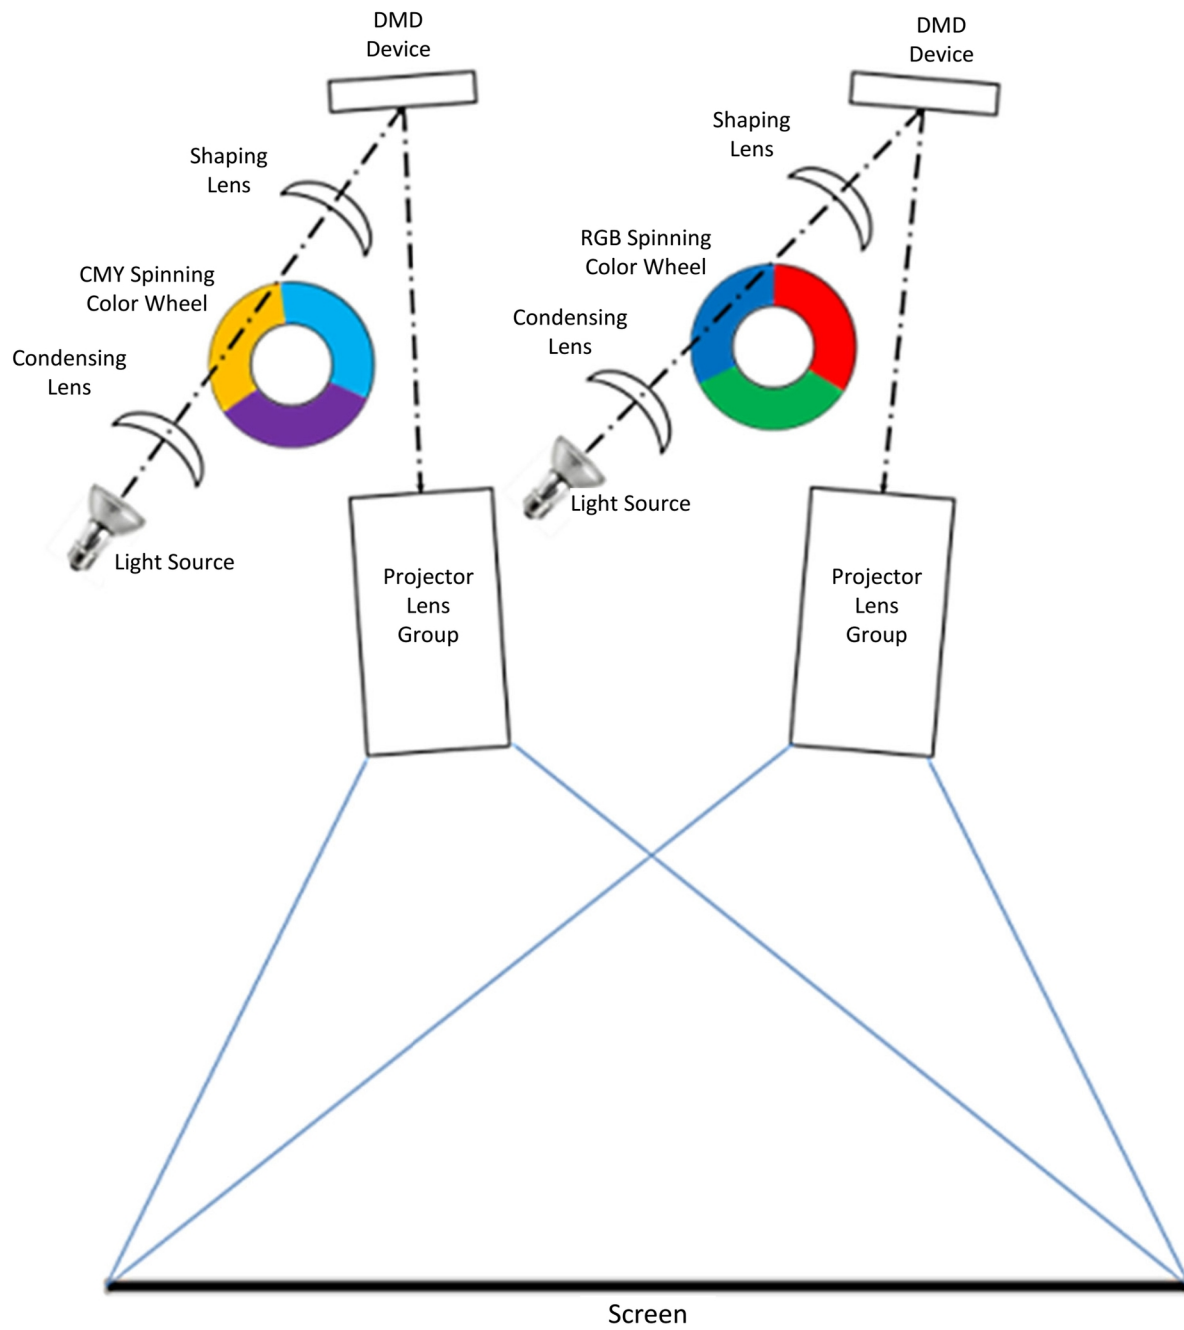 DMD
Device
DMD
Device
Shaping
Lens
Shaping
Lens
CMY Spinning
Color Wheel
RGB Spinning
Color Wheel
Condensing
Lens
Condensing
Lens
Light Source
Light Source
Projector
Lens
Group
Projector
Lens
Group
Screen